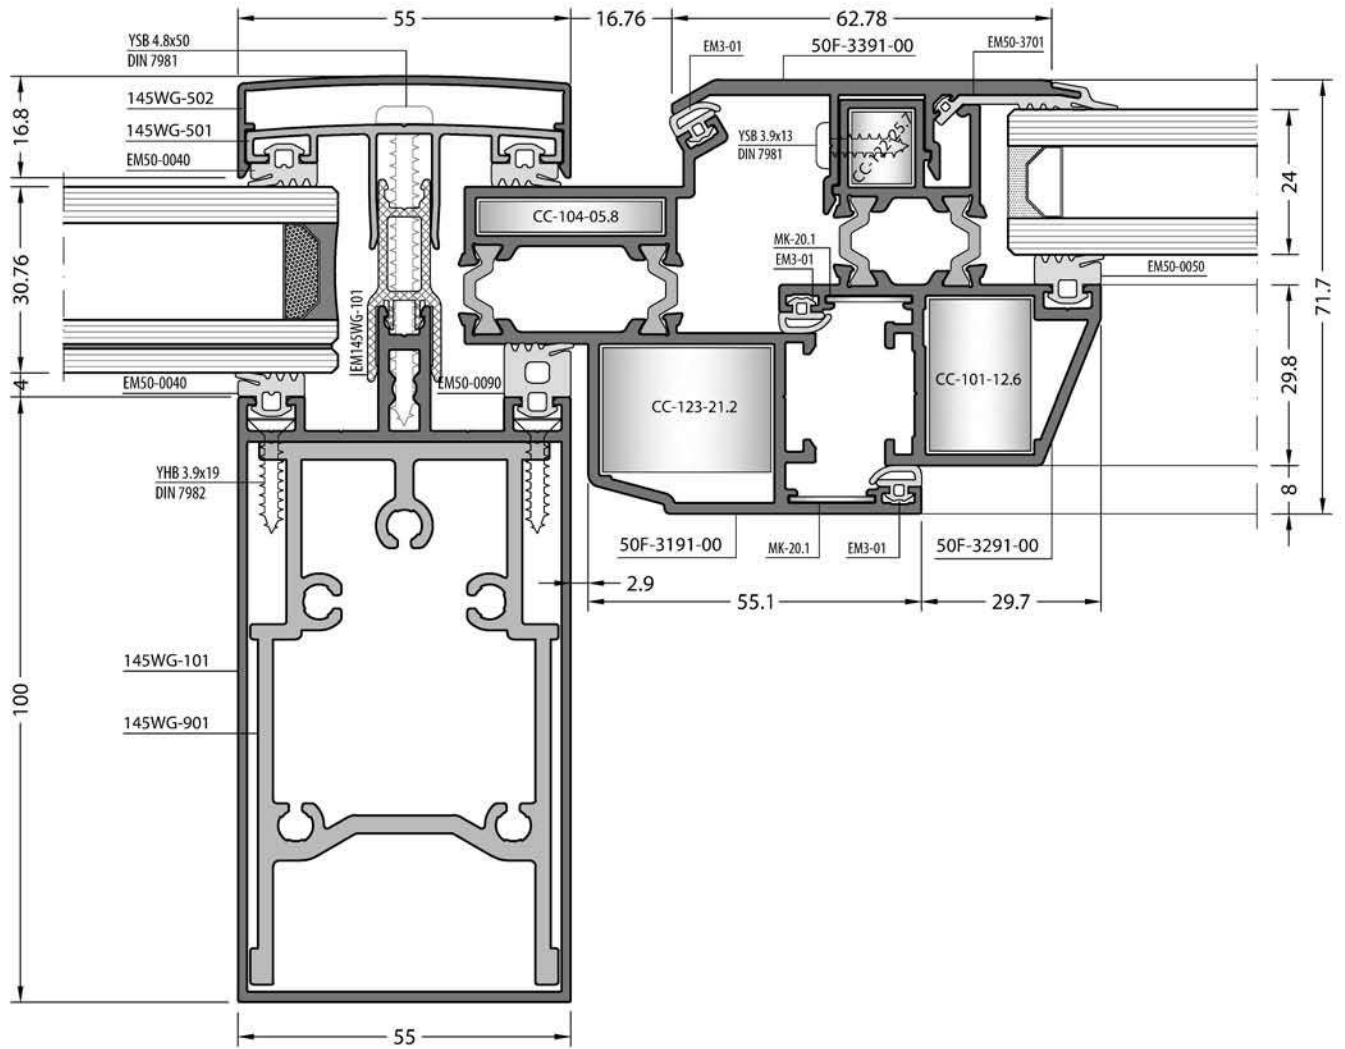 55
16.76
62.78
YSB 4.8x50
DIN 7981
EM3-01
50F-3391-00
EM50-3701
145WG-502
145WG-501
EM50-0040
16.8
YSB 3.9x13
DIN 7981
CC-122-25.7
24
CC-104-05.8
MK-20.1
EM3-01
EM50-0050
30.76
71.7
EM145WG-101
EM50-0040
EM50-0090
4
CC-123-21.2
CC-101-12.6
29.8
YHB 3.9x19
DIN 7982
8
50F-3191-00
MK-20.1
EM3-01
50F-3291-00
2.9
55.1
29.7
145WG-101
100
145WG-901
55